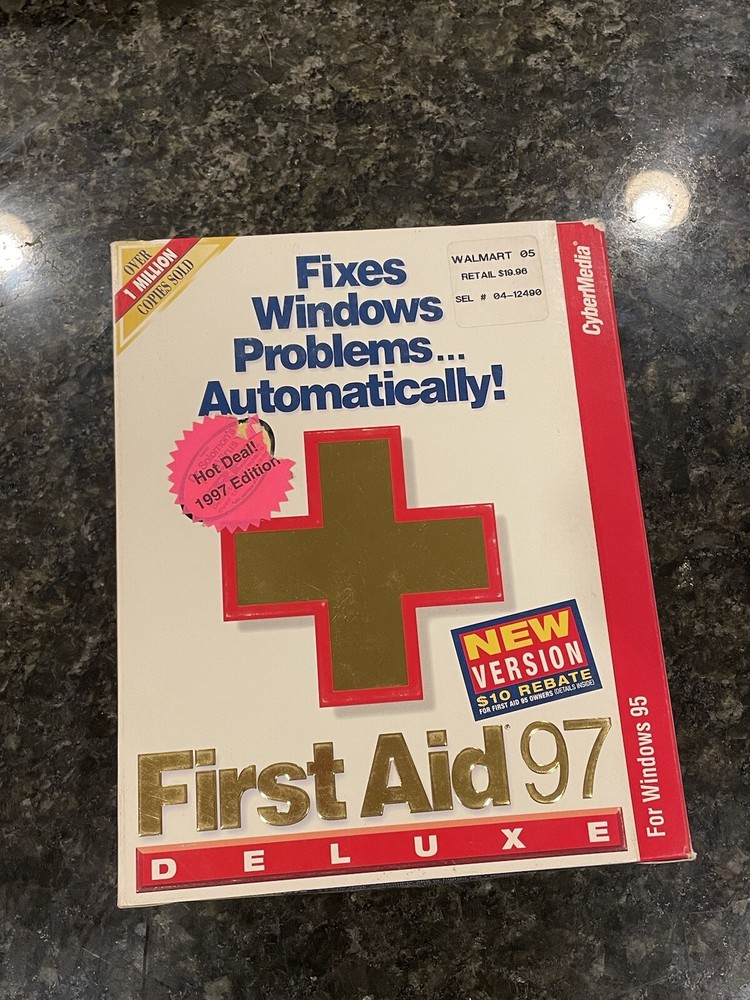 OVER
1 MILLION
COPIES SOLD
Fixes
Windows
Problems...
Automatically!
WALMART 05
RETAIL $19.96
SEL # 04-12490
CyberMedia®
Hot Deal!
1997 Edition
NEW
VERSION
$10 REBATE
FOR FIRST AID 95 OWNERS (DETAILS INSIDE)
First Aid® 97
DELUXE
For Windows 95